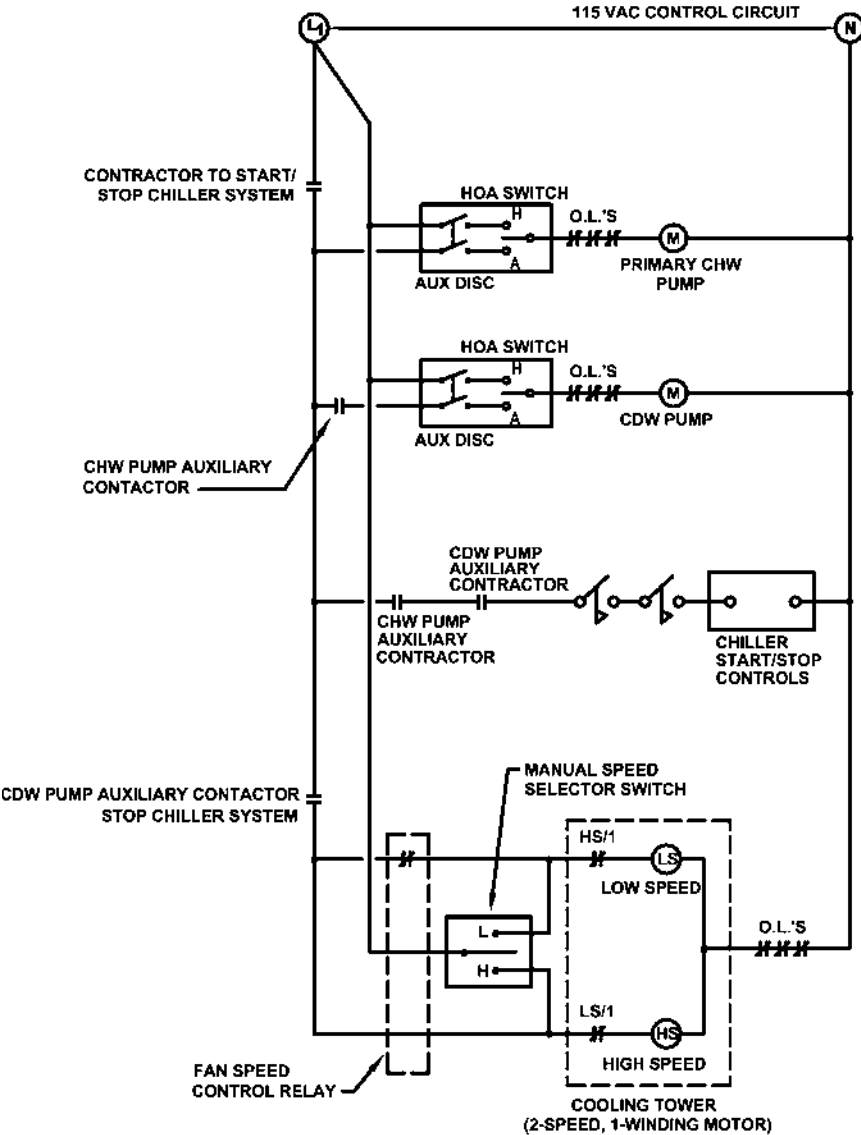 115 VAC CONTROL CIRCUIT
L1
N
CONTRACTOR TO START/
STOP CHILLER SYSTEM
HOA SWITCH
H
O.L.'S
M
A
PRIMARY CHW
PUMP
AUX DISC
HOA SWITCH
H
O.L.'S
M
A
CDW PUMP
AUX DISC
CHW PUMP AUXILIARY
CONTACTOR
CDW PUMP
AUXILIARY
CONTRACTOR
CHW PUMP
AUXILIARY
CONTRACTOR
CHILLER
START/STOP
CONTROLS
MANUAL SPEED
SELECTOR SWITCH
CDW PUMP AUXILIARY CONTACTOR
STOP CHILLER SYSTEM
HS/1
LS
LOW SPEED
L
O.L.'S
H
LS/1
HS
HIGH SPEED
FAN SPEED
CONTROL RELAY
COOLING TOWER
(2-SPEED, 1-WINDING MOTOR)